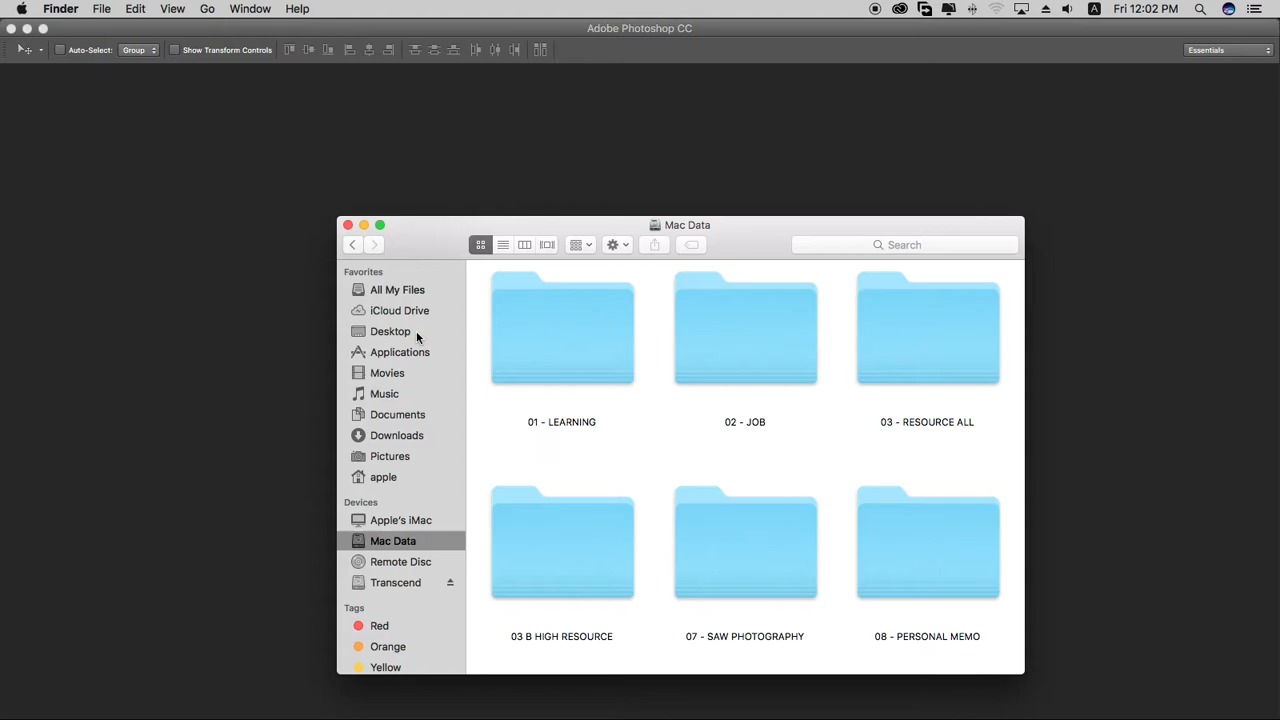 Finder File Edit View Go Window Help A Fri 12:02 PM
Adobe Photoshop CC
Auto-Select: Group Show Transform Controls Essentials
Mac Data
Search
Favorites
All My Files
iCloud Drive
Desktop
Applications
Movies
Music
Documents
Downloads
Pictures
apple
Devices
Apple's iMac
Mac Data
Remote Disc
Transcend
Tags
Red
Orange
Yellow
01 - LEARNING
02 - JOB
03 - RESOURCE ALL
03 B HIGH RESOURCE
07 - SAW PHOTOGRAPHY
08 - PERSONAL MEMO